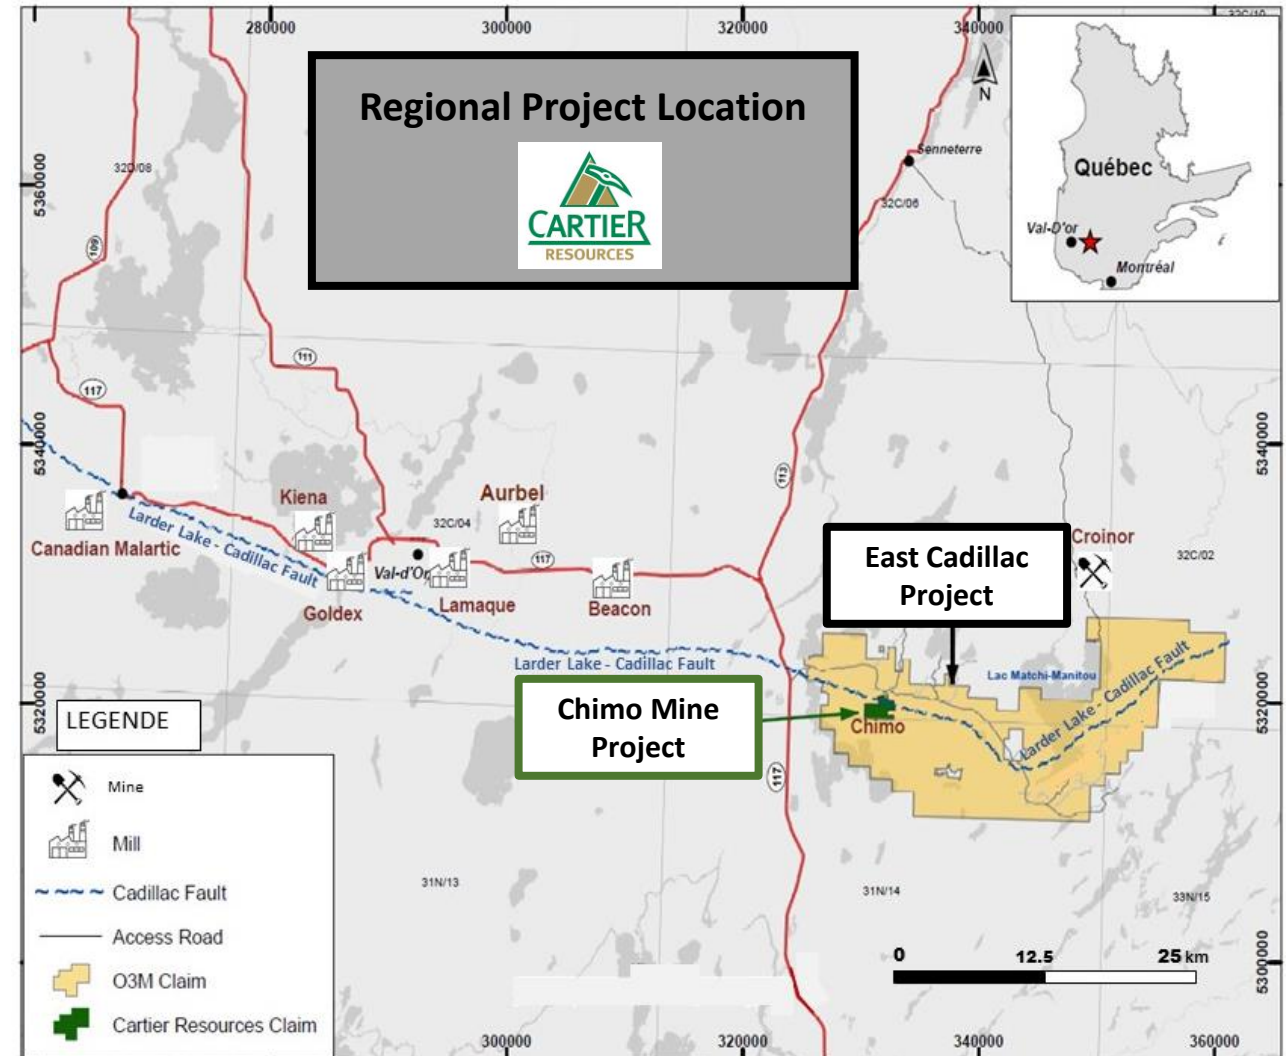 280000
300000
320000
340000
32C/10
Regional Project Location
CARTIER
RESOURCES
N
Québec
Val-D'or
Montréal
Senneterre
32D/08
32C/06
5360000
109
111
117
5340000
5340000
113
Kiena
Aurbel
32C/04
Canadian Malartic
Larder Lake - Cadillac Fault
Val-d'Or
117
Goldex
Lamaque
Beacon
East Cadillac
Project
Croinor
32C/02
Larder Lake - Cadillac Fault
Lac Matchi-Manitou
Larder Lake - Cadillac Fault
Chimo Mine
Project
Chimo
5320000
5320000
117
LEGENDE
Mine
Mill
Cadillac Fault
Access Road
O3M Claim
Cartier Resources Claim
31N/13
31N/14
33N/15
0 12.5 25 km
5300000
300000
320000
340000
360000